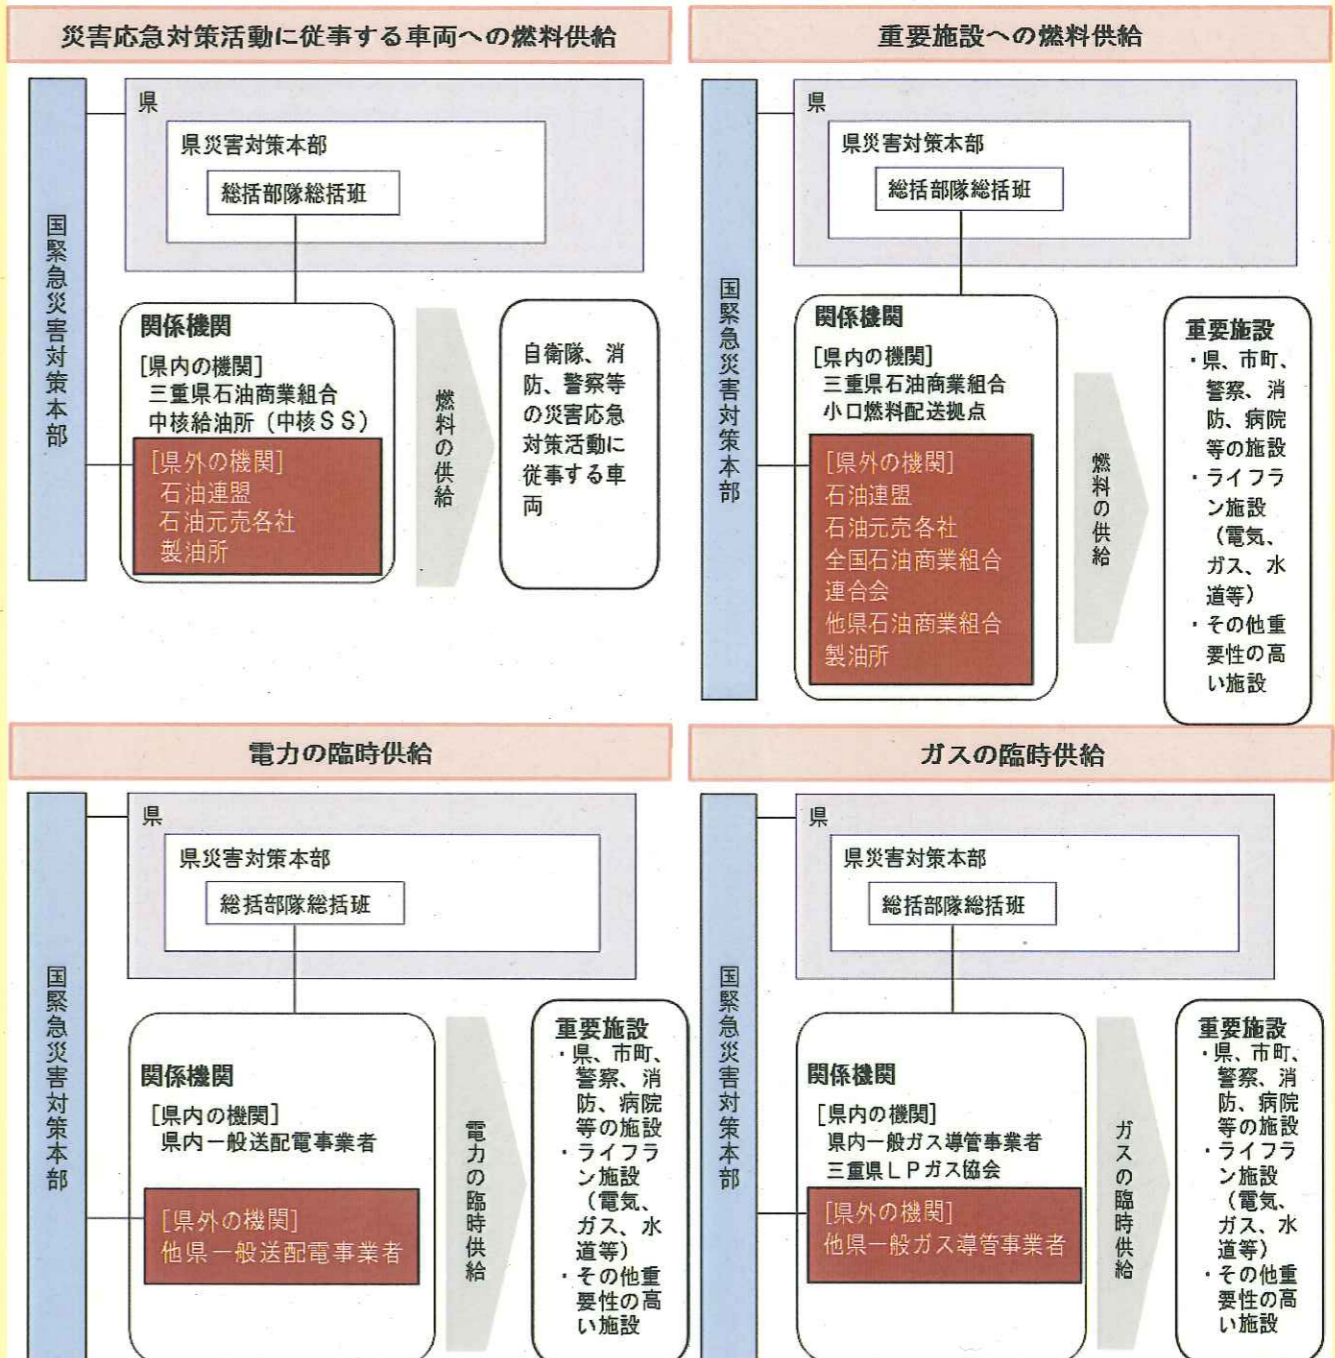 災害応急対策活動に従事する車両への燃料供給
国緊急災害対策本部
県
県災害対策本部
総括部隊総括班
関係機関
[県内の機関]
三重県石油商業組合
中核給油所（中核ＳＳ）
[県外の機関]
石油連盟
石油元売各社
製油所
燃料の供給
自衛隊、消
防、警察等
の災害応急
対策活動に
従事する車
両
重要施設への燃料供給
国緊急災害対策本部
県
県災害対策本部
総括部隊総括班
関係機関
[県内の機関]
三重県石油商業組合
小口燃料配送拠点
[県外の機関]
石油連盟
石油元売各社
全国石油商業組合
連合会
他県石油商業組合
製油所
燃料の供給
重要施設
・県、市町、
警察、消
防、病院
等の施設
・ライフラ
ン施設
（電気、
ガス、水
道等）
・その他重
要性の高
い施設
電力の臨時供給
国緊急災害対策本部
県
県災害対策本部
総括部隊総括班
関係機関
[県内の機関]
県内一般送配電事業者
[県外の機関]
他県一般送配電事業者
電力の臨時供給
重要施設
・県、市町、
警察、消
防、病院
等の施設
・ライフラ
ン施設
（電気、
ガス、水
道等）
・その他重
要性の高
い施設
ガスの臨時供給
国緊急災害対策本部
県
県災害対策本部
総括部隊総括班
関係機関
[県内の機関]
県内一般ガス導管事業者
三重県ＬＰガス協会
[県外の機関]
他県一般ガス導管事業者
ガスの臨時供給
重要施設
・県、市町、
警察、消
防、病院
等の施設
・ライフラ
ン施設
（電気、
ガス、水
道等）
・その他重
要性の高
い施設